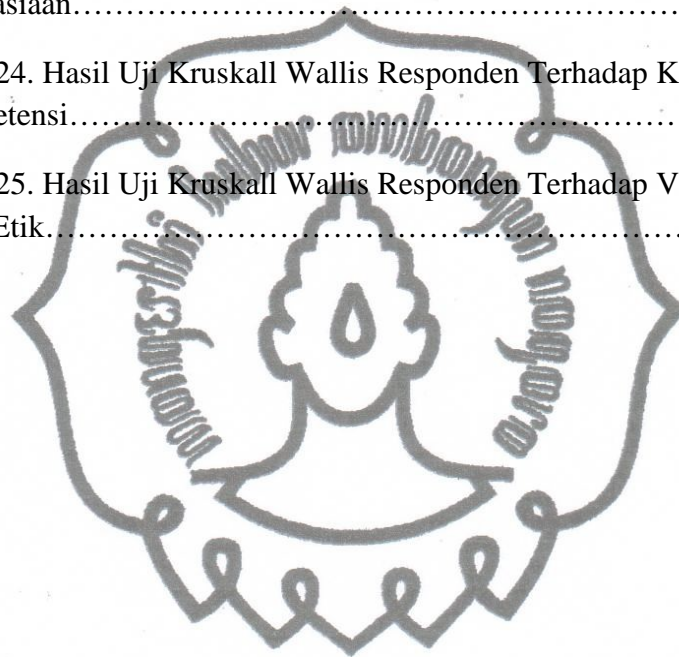 asiaan……………………………………………………………
24. Hasil Uji Kruskall Wallis Responden Terhadap K
etensi……………………………………………………………
25. Hasil Uji Kruskall Wallis Responden Terhadap V
Etik……………………………………………………………